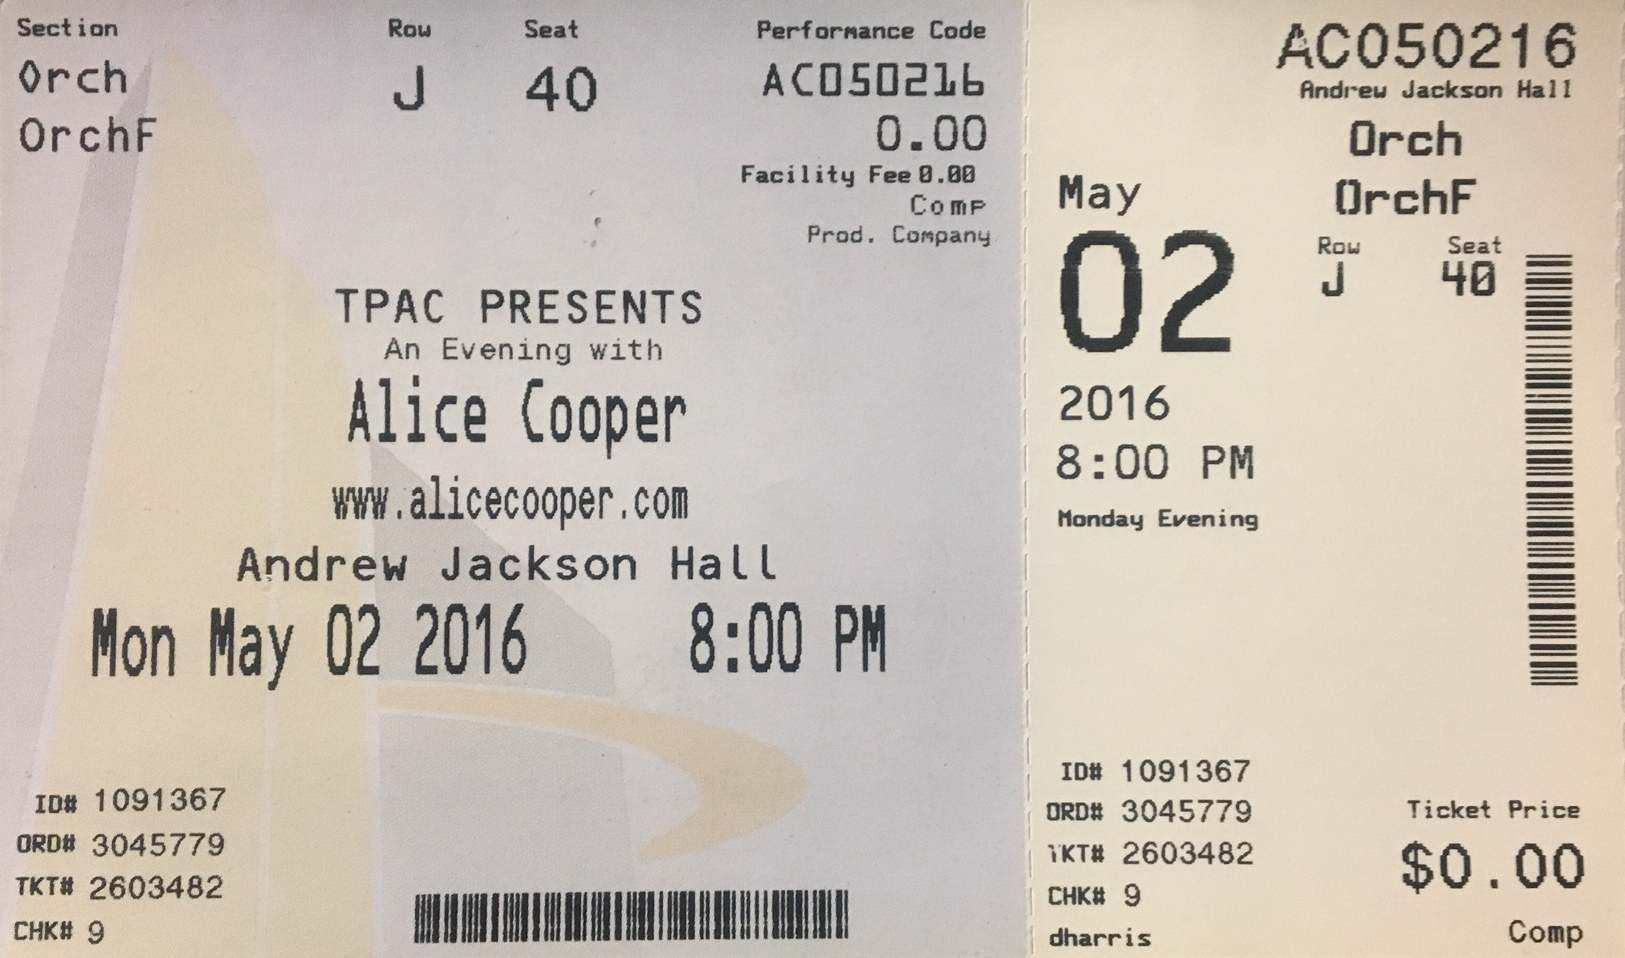 Section Row Seat Performance Code
Orch J 40 AC050216
OrchF 0.00
Facility Fee 0.00
Comp
Prod. Company
TPAC PRESENTS
An Evening with
Alice Cooper
www.alicecooper.com
Andrew Jackson Hall
Mon May 02 2016 8:00 PM
ID# 1091367
ORD# 3045779
TKT# 2603482
CHK# 9
AC050216
Andrew Jackson Hall
Orch
OrchF
Row Seat
J 40
May
02
2016
8:00 PM
Monday Evening
ID# 1091367
ORD# 3045779
TKT# 2603482
CHK# 9
dharris
Ticket Price
$0.00
Comp